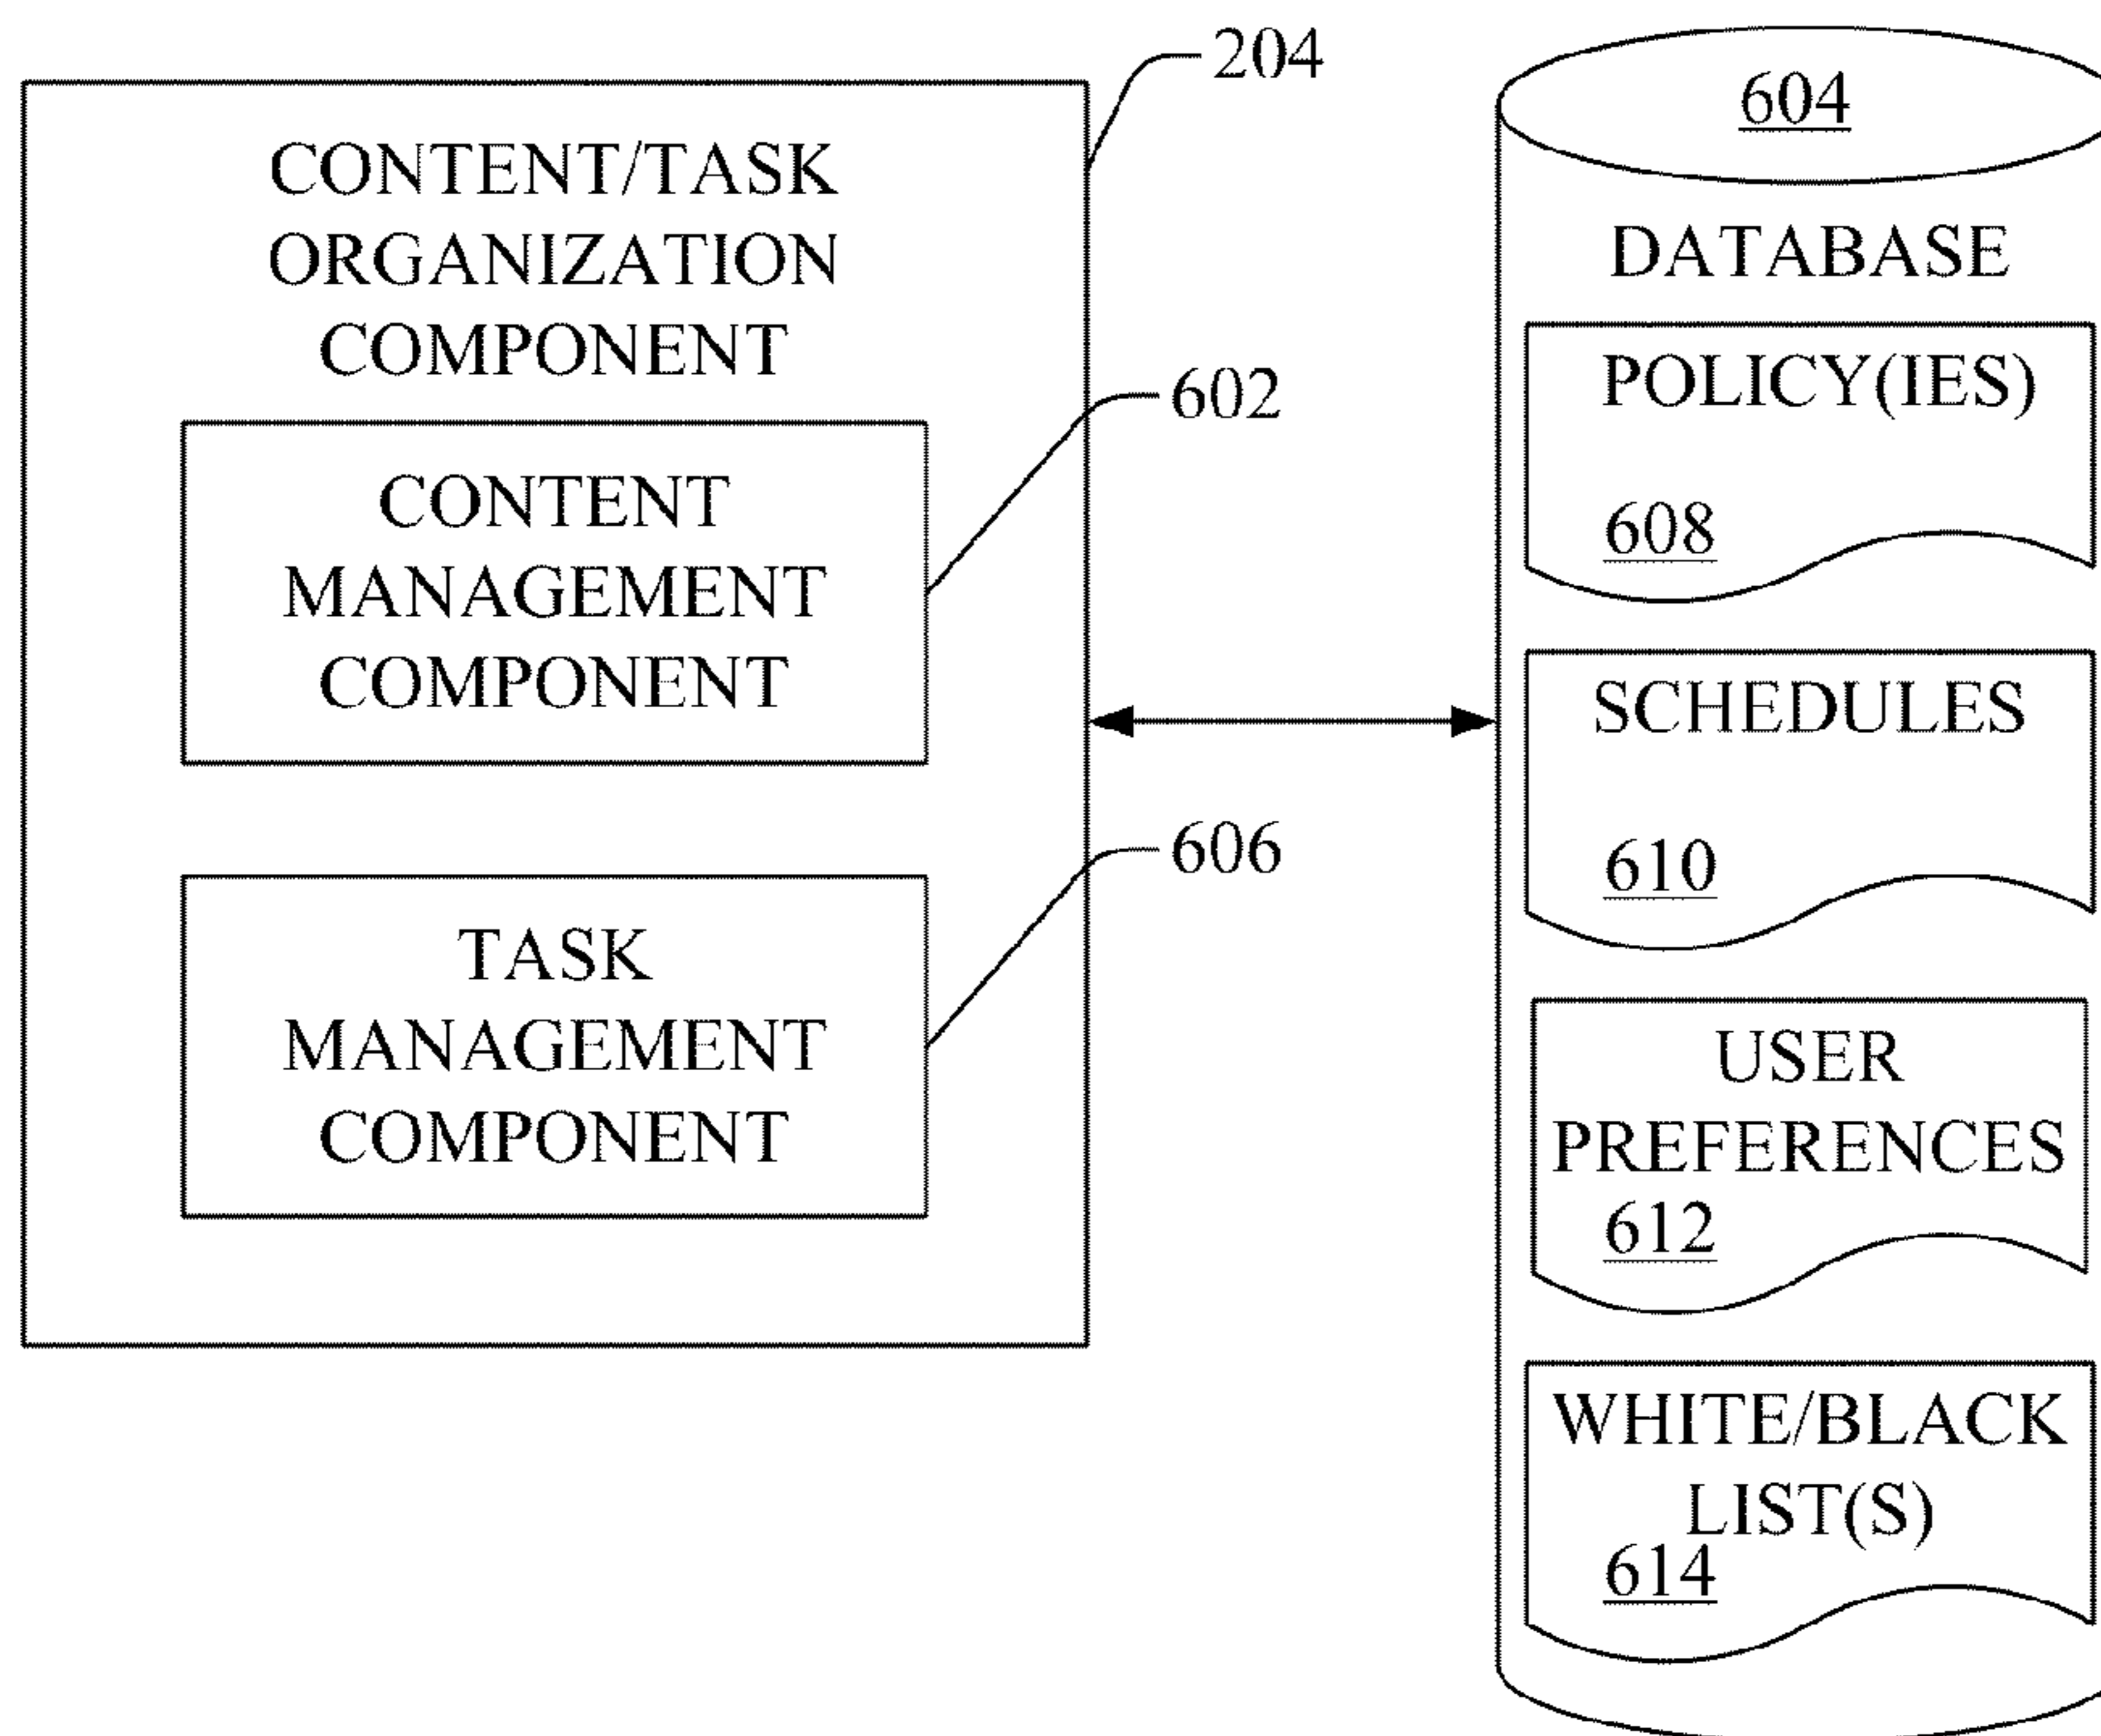 204
CONTENT/TASK
ORGANIZATION
COMPONENT
602
CONTENT
MANAGEMENT
COMPONENT
606
TASK
MANAGEMENT
COMPONENT
604
DATABASE
POLICY(IES)
608
SCHEDULES
610
USER
PREFERENCES
612
WHITE/BLACK
LIST(S)
614